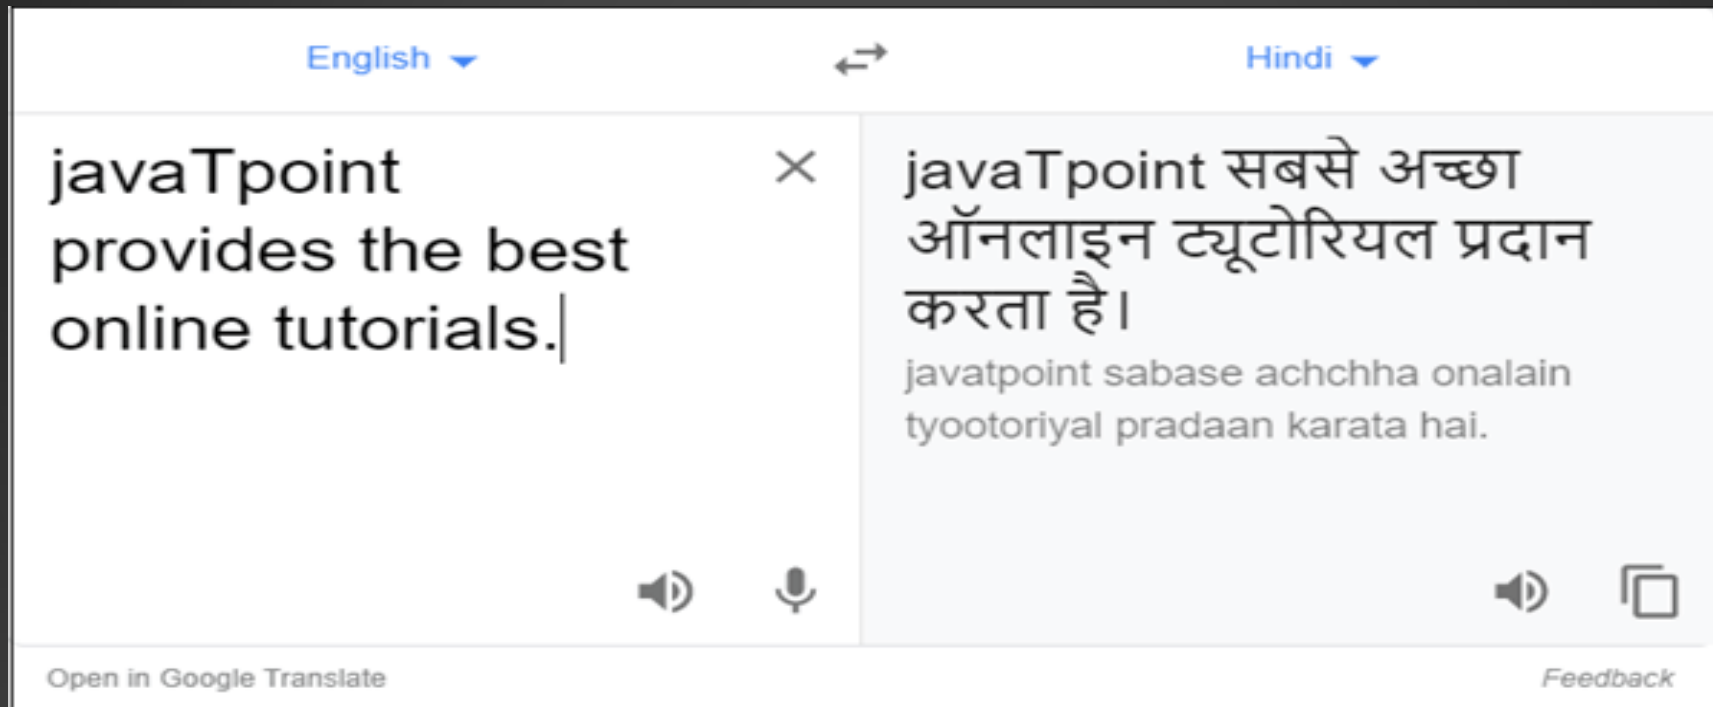 English
Hindi
javaTpoint
provides the best
online tutorials.
javaTpoint सबसे अच्छा
ऑनलाइन ट्यूटोरियल प्रदान
करता है।
javatpoint sabase achchha onalain
tyootoriyal pradaan karata hai.
Open in Google Translate
Feedback